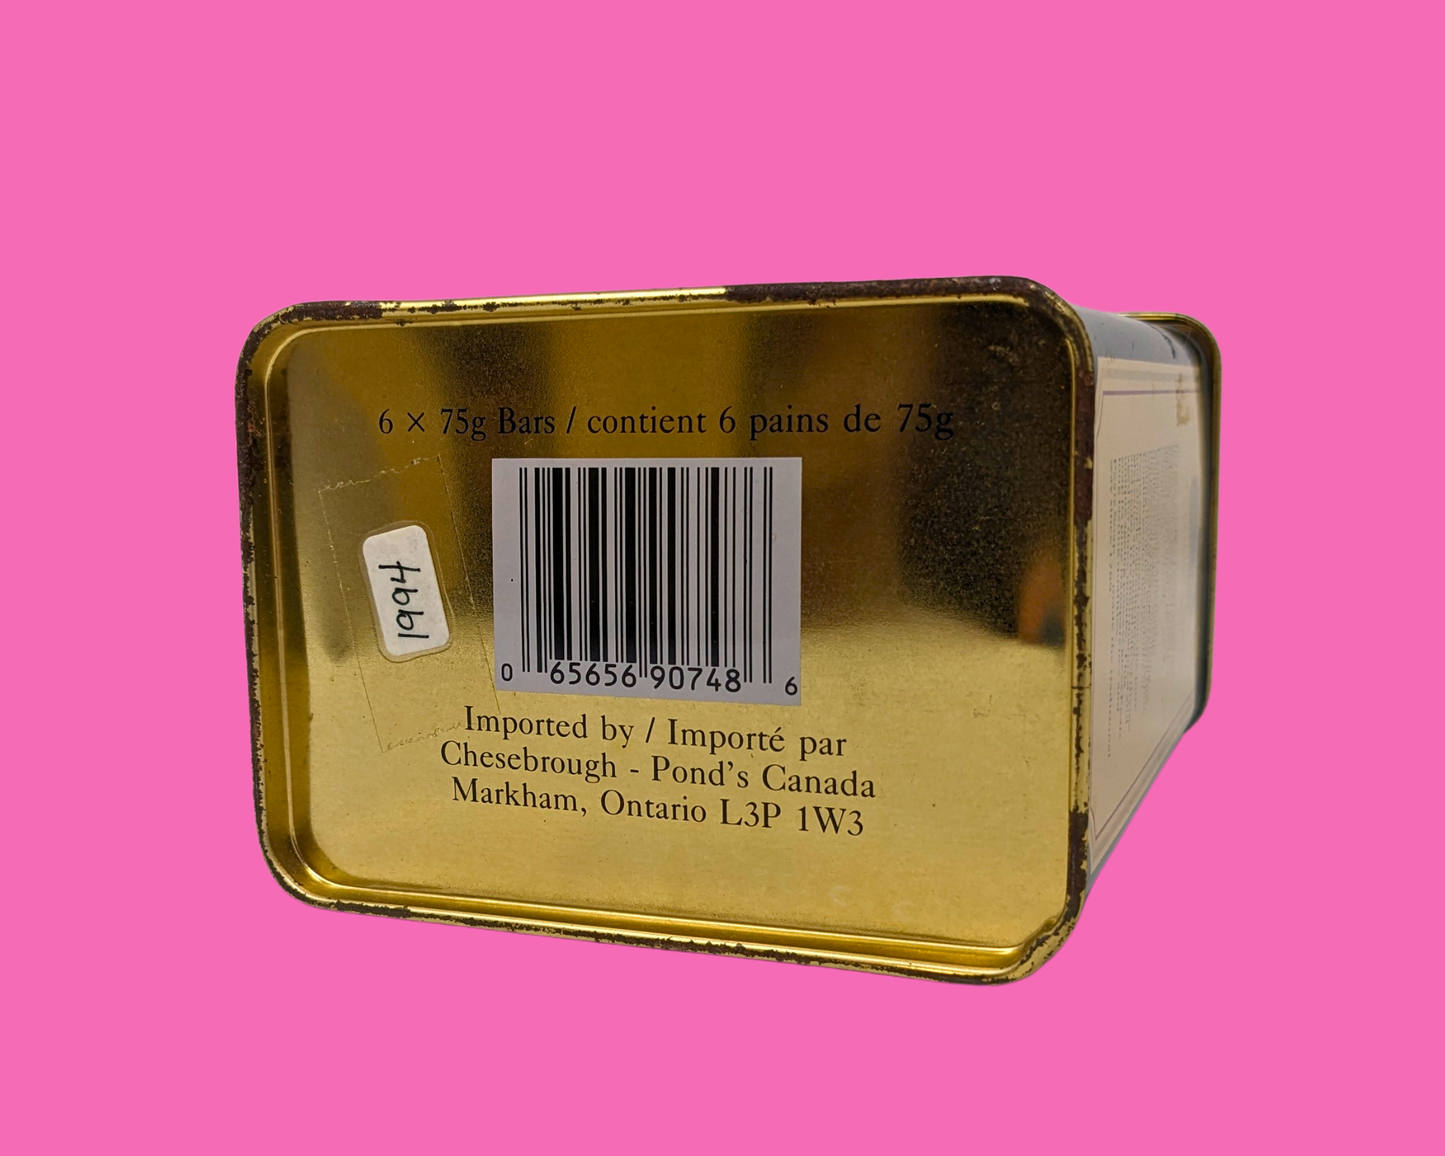 6 × 75g Bars / contient 6 pains de 75g
1994
0 65656 90748 6
Imported by / Importé par
Chesebrough - Pond's Canada
Markham, Ontario L3P 1W3